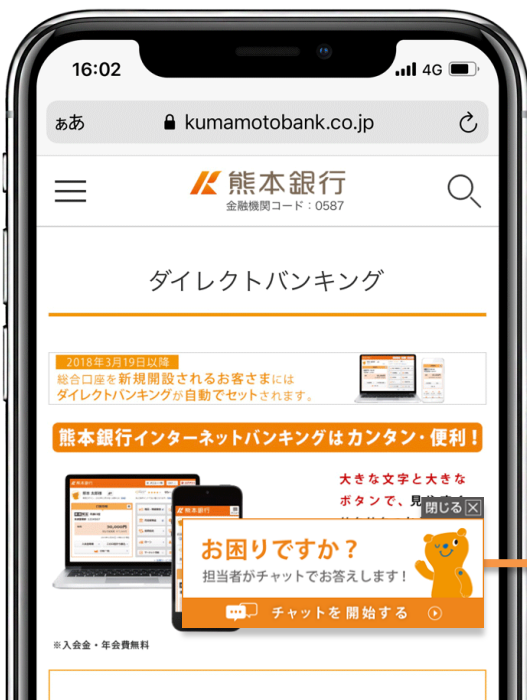 16:02
4G
ぁあ
kumamotobank.co.jp
熊本銀行
金融機関コード：0587
ダイレクトバンキング
2018年3月19日以降
総合口座を新規開設されるお客さまには
ダイレクトバンキングが自動でセットされます。
熊本銀行インターネットバンキングはカンタン・便利！
大きな文字と大きな
ボタンで、見
閉じる
お困りですか？
担当者がチャットでお答えします！
チャットを開始する
※入会金・年会費無料